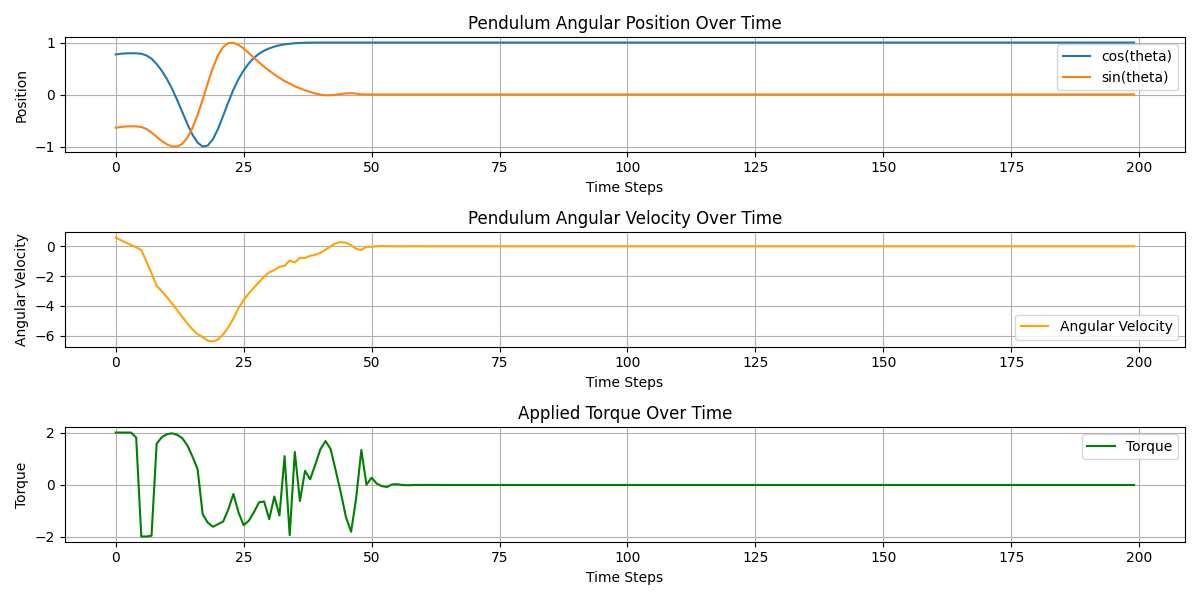 Pendulum Angular Position Over Time
1
0
−1
Position
cos(theta)
sin(theta)
0 25 50 75 100 125 150 175 200
Time Steps
Pendulum Angular Velocity Over Time
0
−2
−4
−6
Angular Velocity
Angular Velocity
0 25 50 75 100 125 150 175 200
Time Steps
Applied Torque Over Time
2
0
−2
Torque
Torque
0 25 50 75 100 125 150 175 200
Time Steps